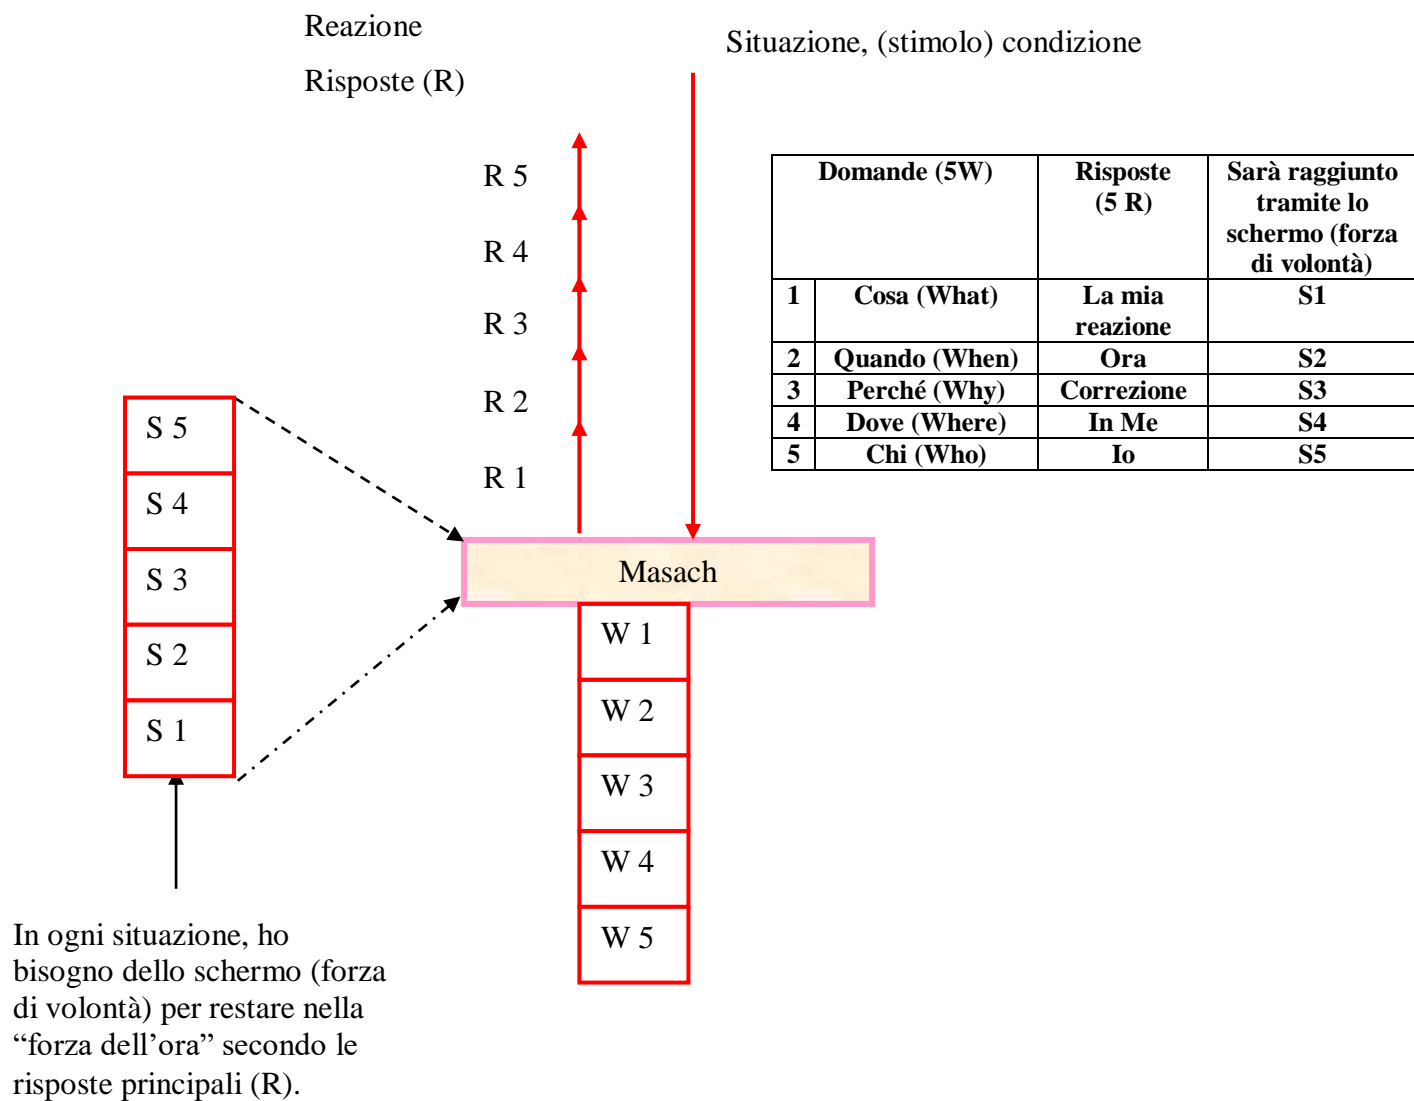 Reazione
Risposte (R)
Situazione, (stimolo) condizione
R 5
R 4
R 3
R 2
R 1
Domande (5W) Risposte (5 R) Sarà raggiunto tramite lo schermo (forza di volontà)
1 Cosa (What) La mia reazione S1
2 Quando (When) Ora S2
3 Perché (Why) Correzione S3
4 Dove (Where) In Me S4
5 Chi (Who) Io S5
S 5
S 4
S 3
S 2
S 1
Masach
W 1
W 2
W 3
W 4
W 5
In ogni situazione, ho
bisogno dello schermo (forza
di volontà) per restare nella
“forza dell’ora” secondo le
risposte principali (R).